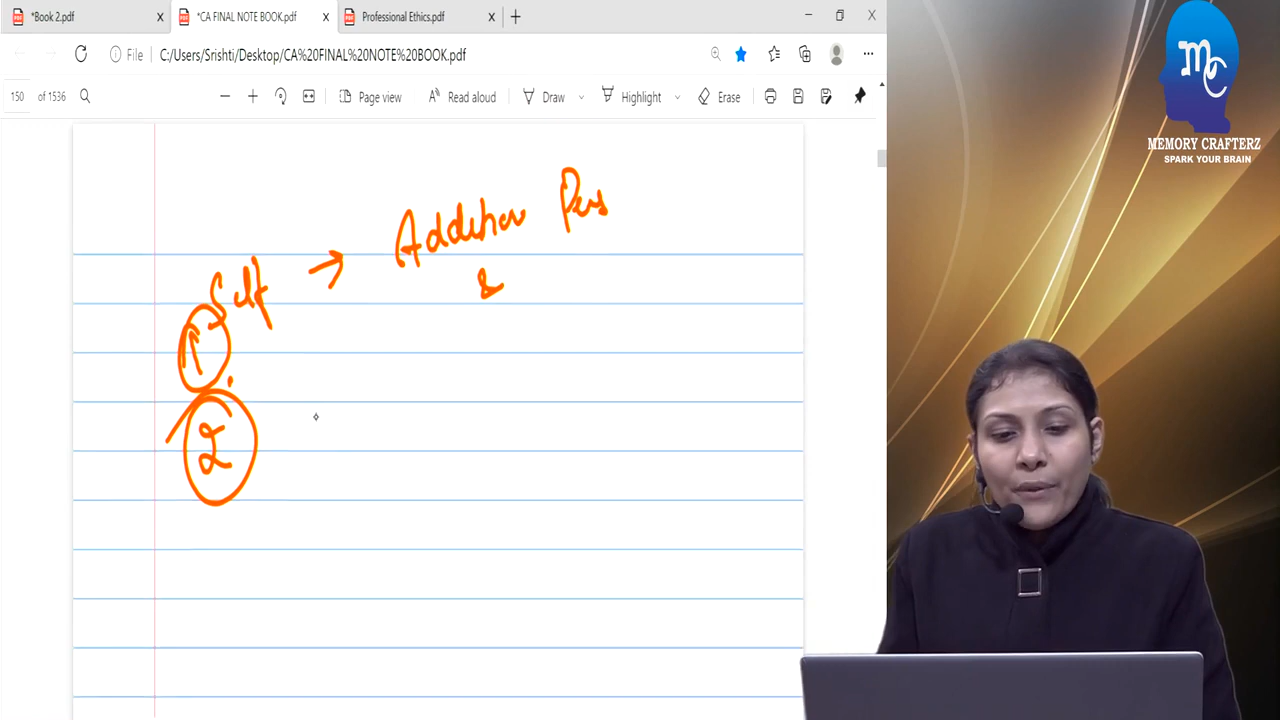 *Book 2.pdf
*CA FINAL NOTE BOOK.pdf
Professional Ethics.pdf
File C:/Users/Srishti/Desktop/CA%20FINAL%20NOTE%20BOOK.pdf
150 of 1536 Page view Read aloud Draw Highlight Erase
MC
MEMORY CRAFTERZ
SPARK YOUR BRAIN
Self → Addition Pers
&
1
2